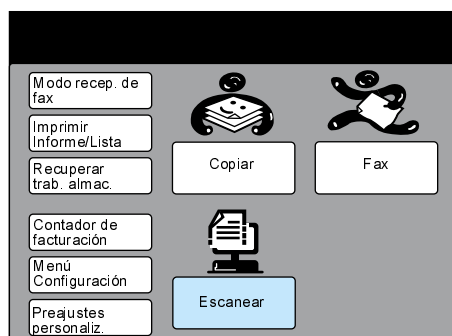 Modo recep. de
fax
Imprimir
Informe/Lista
Recuperar
trab. almac.
Contador de
facturación
Menú
Configuración
Preajustes
personaliz.
Copiar
Fax
Escanear